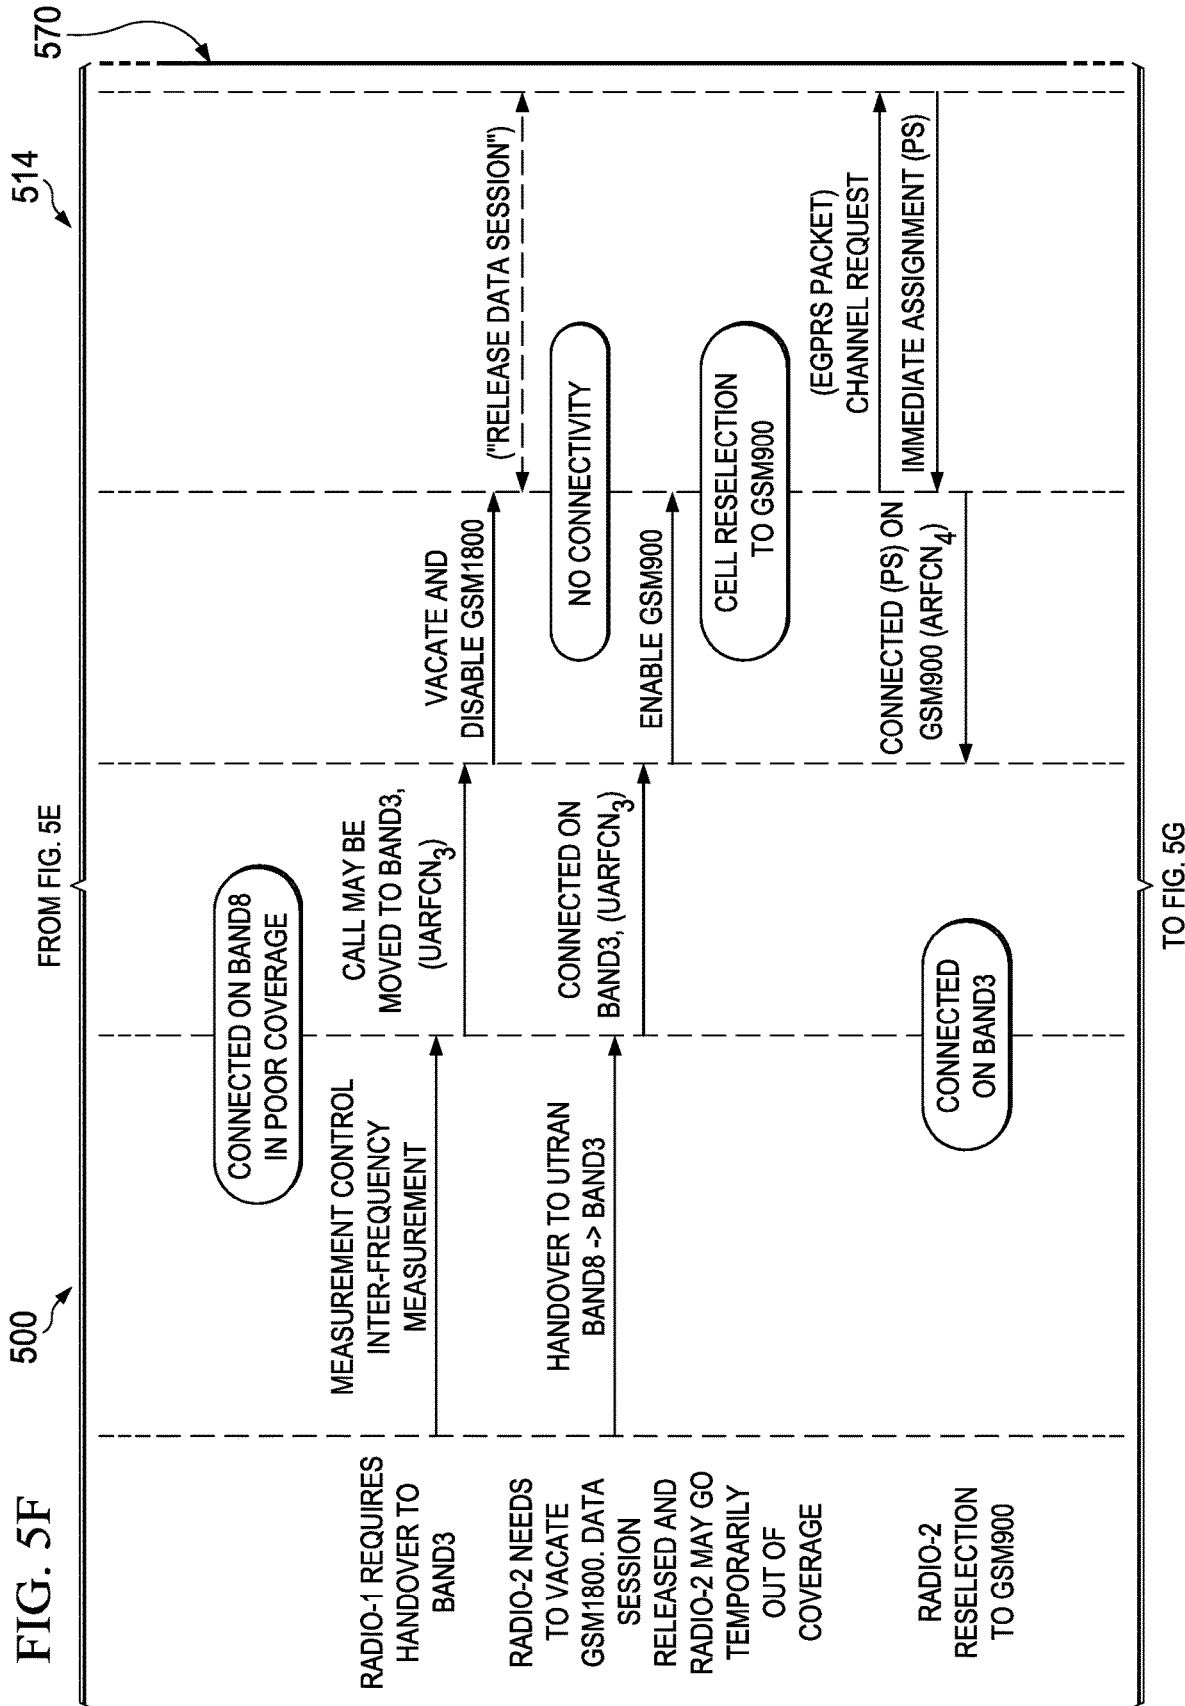 FIG. 5F
500
514
570
FROM FIG. 5E
CONNECTED ON BAND8
IN POOR COVERAGE
RADIO-1 REQUIRES
HANDOVER TO
BAND3
MEASUREMENT CONTROL
INTER-FREQUENCY
MEASUREMENT
CALL MAY BE
MOVED TO BAND3,
(UARFCN3)
VACATE AND
DISABLE GSM1800
("RELEASE DATA SESSION")
NO CONNECTIVITY
RADIO-2 NEEDS
TO VACATE
GSM1800. DATA
SESSION
RELEASED AND
RADIO-2 MAY GO
TEMPORARILY
OUT OF
COVERAGE
HANDOVER TO UTRAN
BAND8 -> BAND3
CONNECTED ON
BAND3, (UARFCN3)
ENABLE GSM900
CELL RESELECTION
TO GSM900
(EGPRS PACKET)
CHANNEL REQUEST
IMMEDIATE ASSIGNMENT (PS)
CONNECTED (PS) ON
GSM900 (ARFCN4)
CONNECTED
ON BAND3
RADIO-2
RESELECTION
TO GSM900
TO FIG. 5G